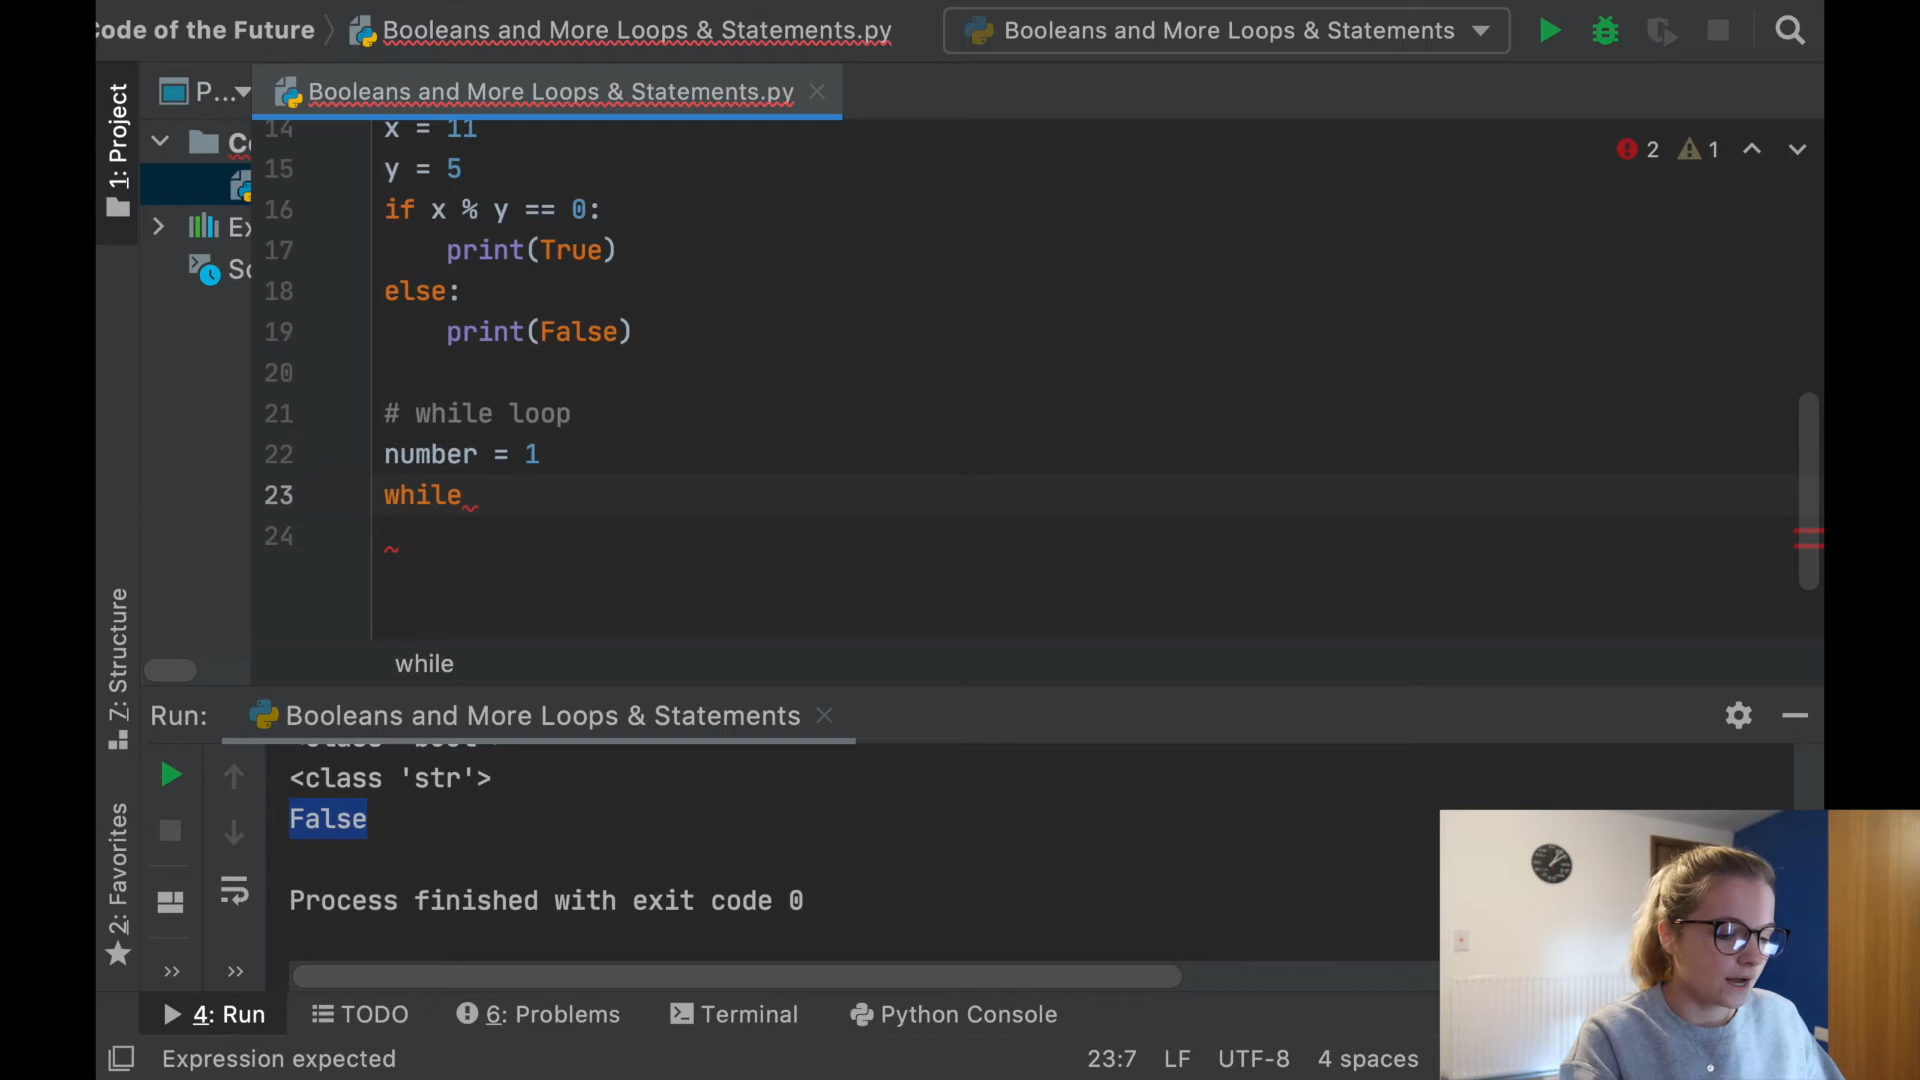 Code of the Future
Booleans and More Loops & Statements.py
Booleans and More Loops & Statements
1: Project
P...
Booleans and More Loops & Statements.py
2
1
14 x = 11
15 y = 5
16 if x % y == 0:
17 print(True)
18 else:
19 print(False)
20
21 # while loop
22 number = 1
23 while
24
while
Z: Structure
2: Favorites
Run: Booleans and More Loops & Statements
<class 'str'>
False
Process finished with exit code 0
4: Run
TODO
6: Problems
Terminal
Python Console
Expression expected
23:7 LF UTF-8 4 spaces